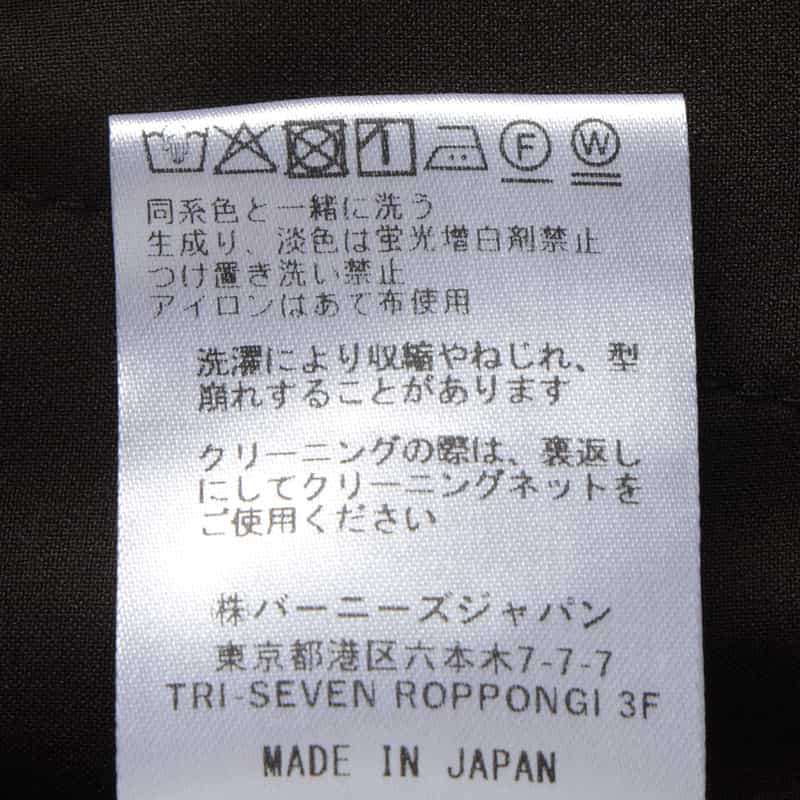 F W
同系色と一緒に洗う
生成り、淡色は蛍光増白剤禁止
つけ置き洗い禁止
アイロンはあて布使用
洗濯により収縮やねじれ、型
崩れすることがあります
クリーニングの際は、裏返し
にしてクリーニングネットを
ご使用ください
㈱バーニーズジャパン
東京都港区六本木7-7-7
TRI-SEVEN ROPPONGI 3F
MADE IN JAPAN